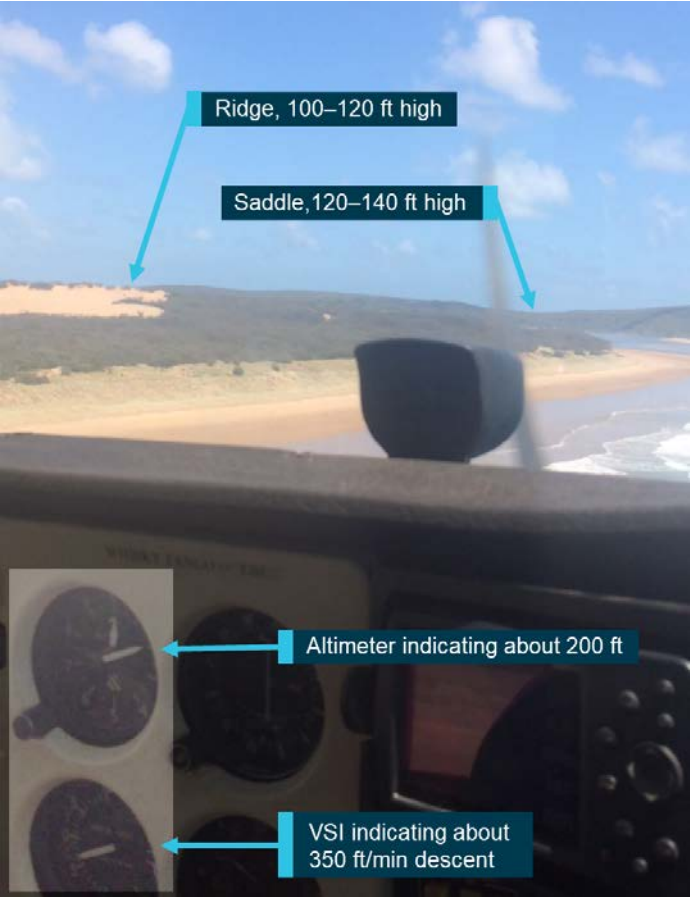 Ridge, 100–120 ft high
Saddle,120–140 ft high
Altimeter indicating about 200 ft
VSI indicating about
350 ft/min descent